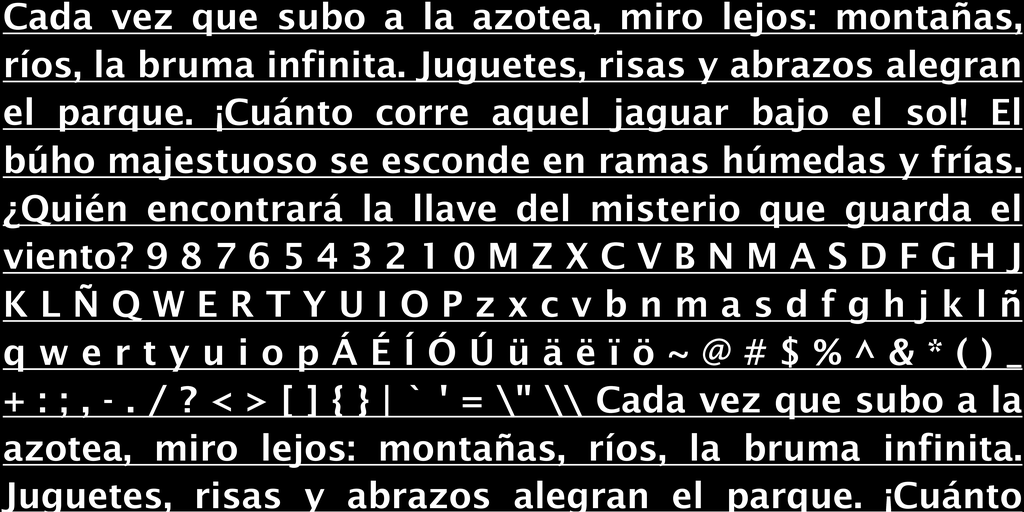 Cada vez que subo a la azotea, miro lejos: montañas,
ríos, la bruma infinita. Juguetes, risas y abrazos alegran
el parque. ¡Cuánto corre aquel jaguar bajo el sol! El
búho majestuoso se esconde en ramas húmedas y frías.
¿Quién encontrará la llave del misterio que guarda el
viento? 9 8 7 6 5 4 3 2 1 0 M Z X C V B N M A S D F G H J
K L Ñ Q W E R T Y U I O P z x c v b n m a s d f g h j k l ñ
q w e r t y u i o p Á É Í Ó Ú ü ä ë ï ö ~ @ # $ % ^ & * ( ) _
+ : ; , - . / ? < > [ ] { } | ` ' = \" \\ Cada vez que subo a la
azotea, miro lejos: montañas, ríos, la bruma infinita.
Juguetes, risas y abrazos alegran el parque. ¡Cuánto